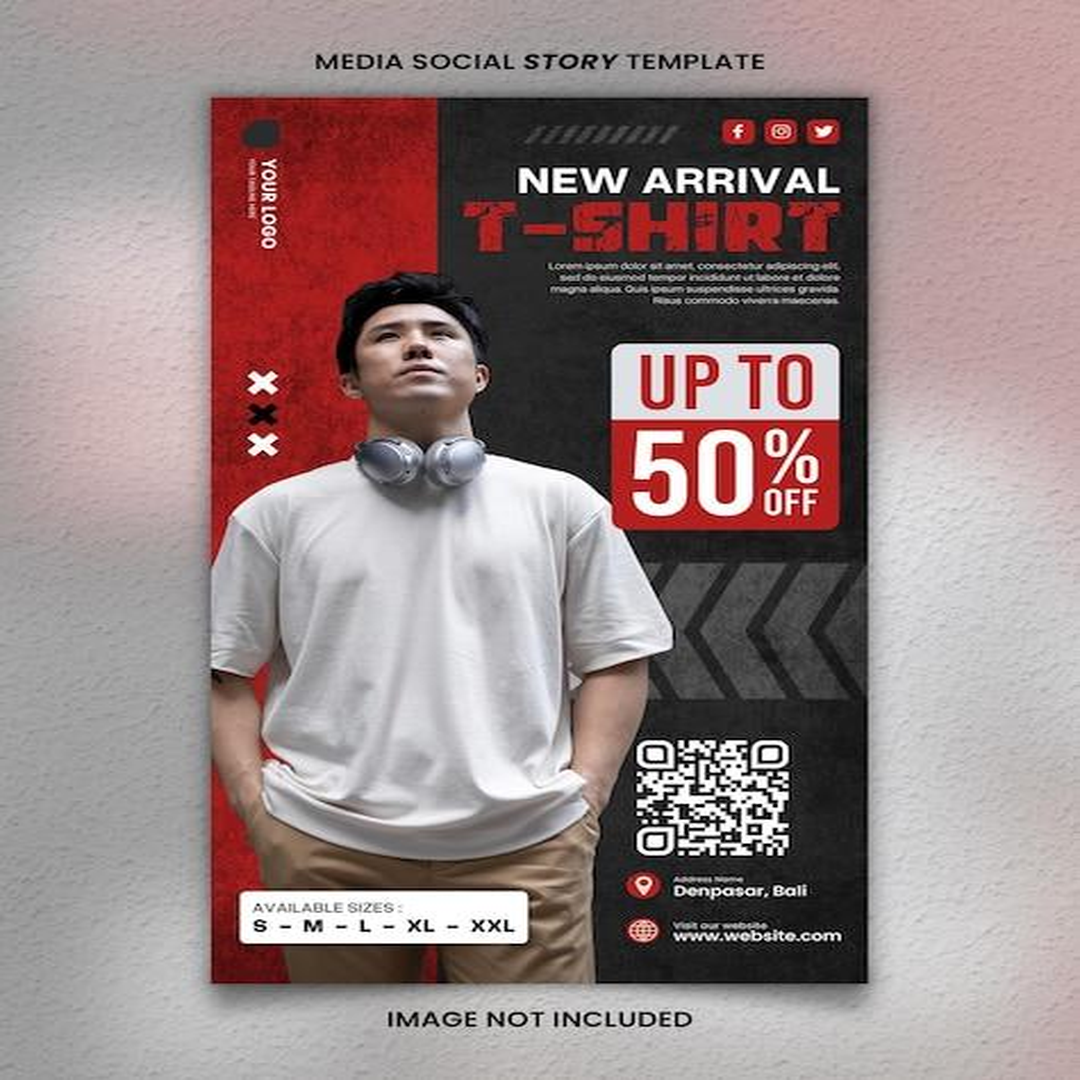 MEDIA SOCIAL STORY TEMPLATE
YOUR LOGO
NEW ARRIVAL
T-SHIRT
Lorem ipsum dolor sit amet, consectetur adipiscing elit,
sed do eiusmod tempor incididunt ut labore et dolore
magna aliqua. Quis ipsum suspendisse ultrices gravida
Risus commodo viverra maecenas.
UP TO
50%
OFF
Address Name
Denpasar, Bali
AVAILABLE SIZES :
S - M - L - XL - XXL
Visit our website
www.website.com
IMAGE NOT INCLUDED